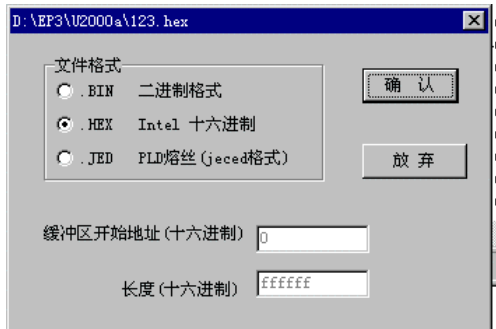 D:\EP3\U2000a\123.hex
文件格式
.BIN 二进制格式
确 认
.HEX Intel 十六进制
.JED PLD熔丝(jeced格式)
放 弃
缓冲区开始地址(十六进制) 0
长度(十六进制) ffffff